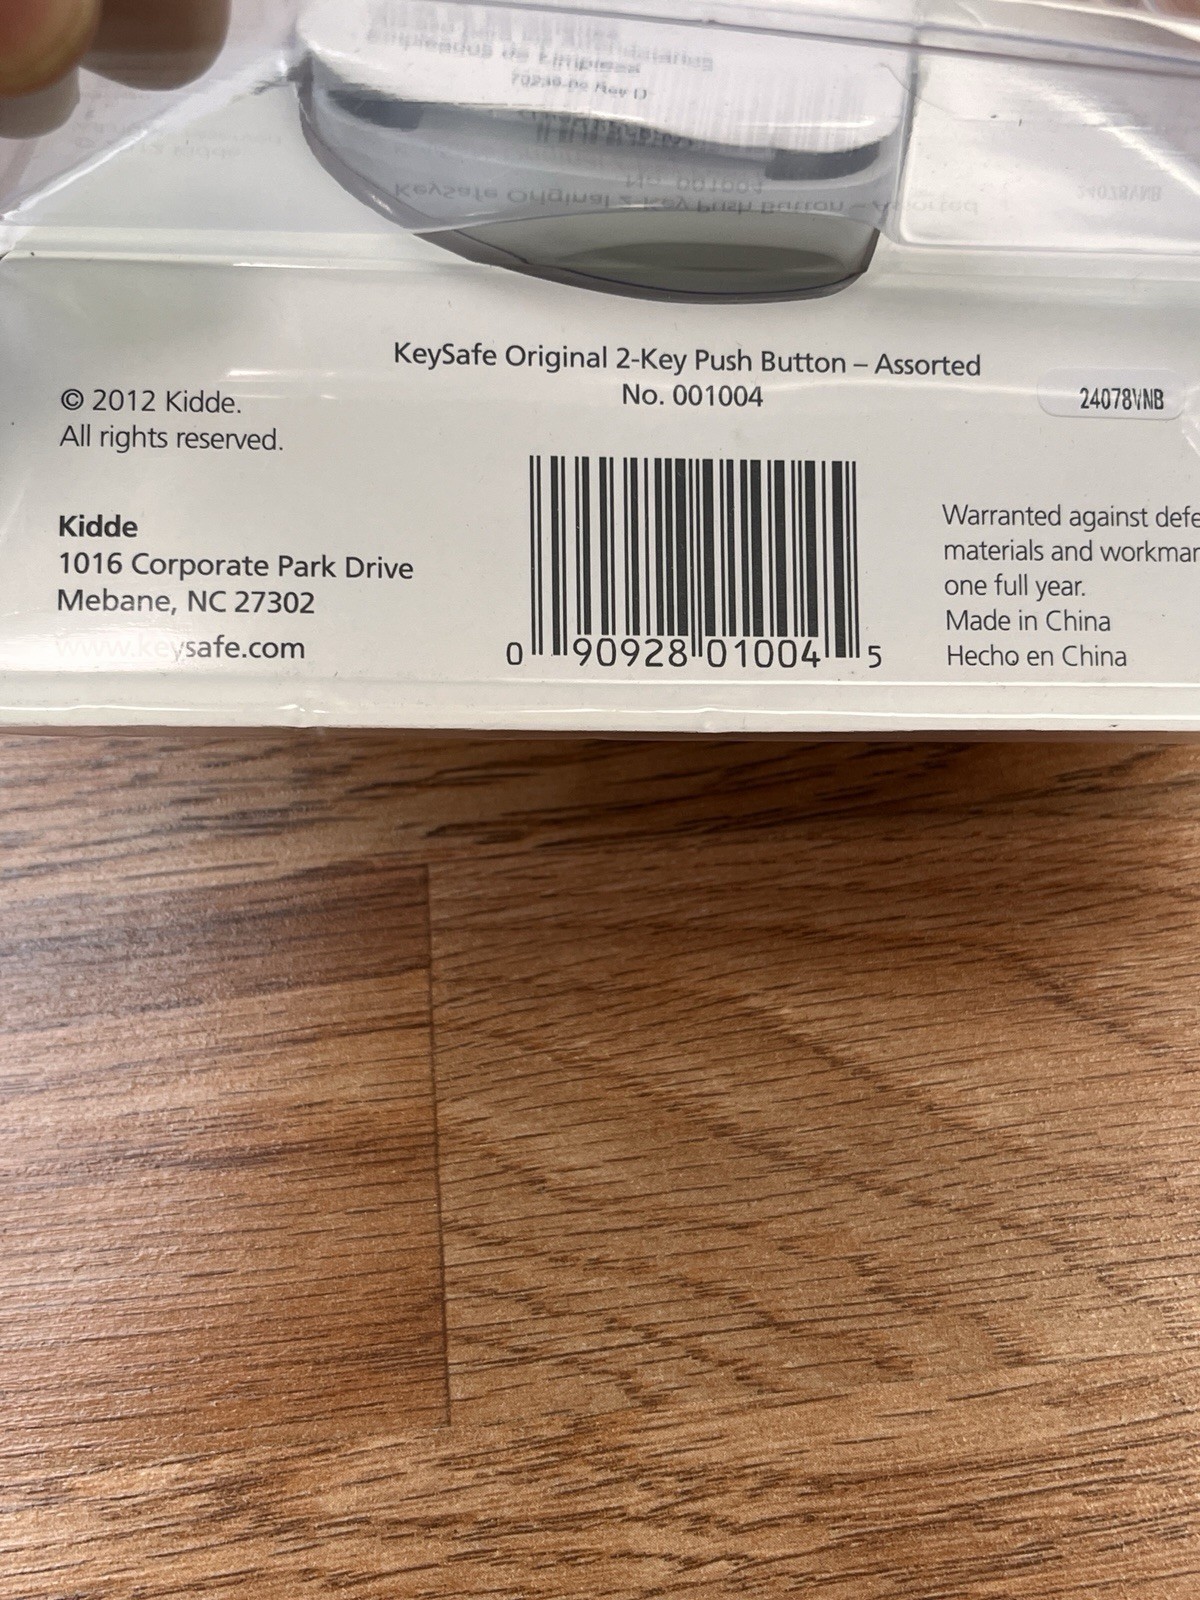 KeySafe Original 2-Key Push Button – Assorted
No. 001004
© 2012 Kidde.
All rights reserved.
24078VNB
Kidde
1016 Corporate Park Drive
Mebane, NC 27302
www.keysafe.com
0 90928 01004 5
Warranted against defe
materials and workman
one full year.
Made in China
Hecho en China